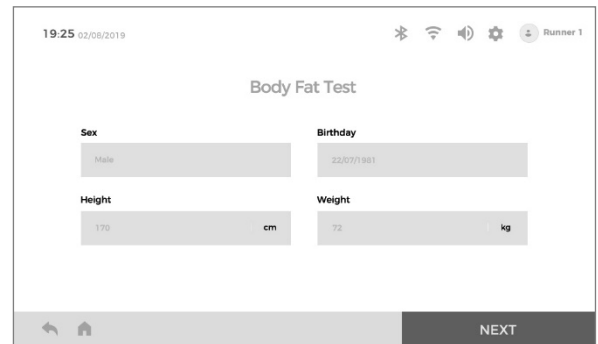 19:25 02/08/2019 Runner 1
Body Fat Test
Sex Birthday
Male 22/07/1981
Height Weight
170 cm 72 kg
NEXT